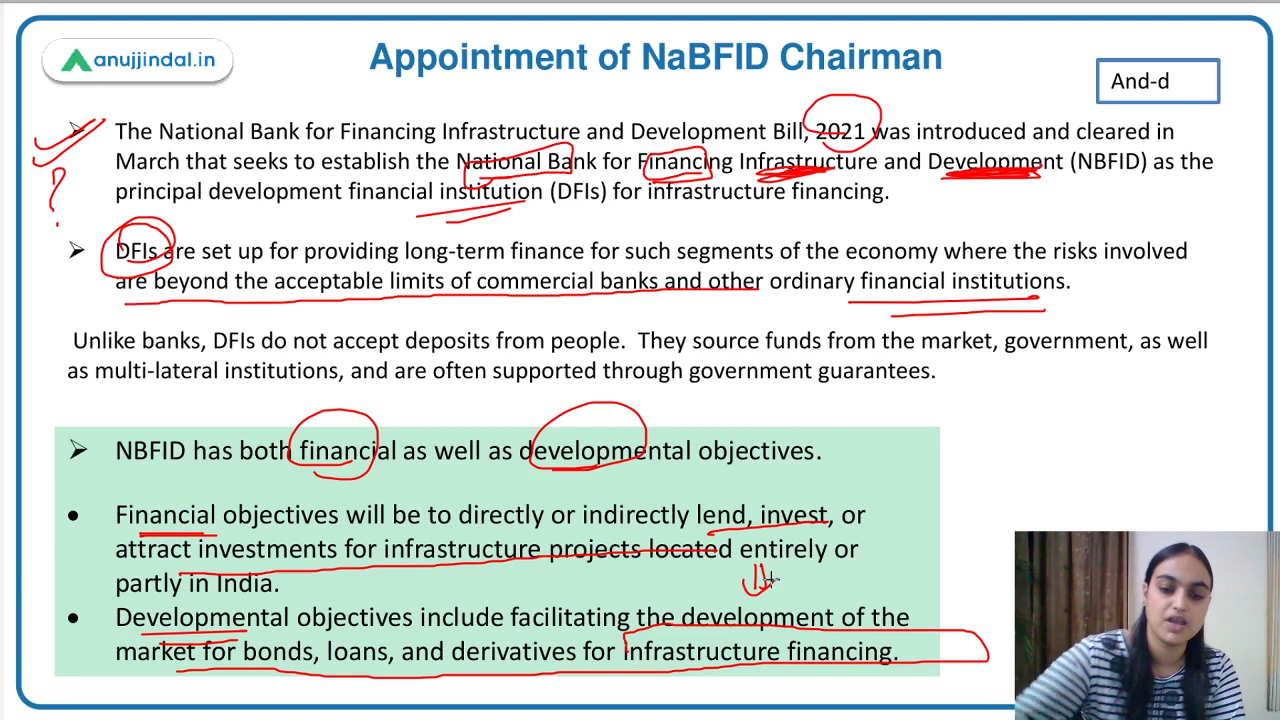 anujjindal.in
Appointment of NaBFID Chairman
And-d
The National Bank for Financing Infrastructure and Development Bill, 2021 was introduced and cleared in
March that seeks to establish the National Bank for Financing Infrastructure and Development (NBFID) as the
principal development financial institution (DFIs) for infrastructure financing.
?
DFIs are set up for providing long-term finance for such segments of the economy where the risks involved
are beyond the acceptable limits of commercial banks and other ordinary financial institutions.
Unlike banks, DFIs do not accept deposits from people. They source funds from the market, government, as well
as multi-lateral institutions, and are often supported through government guarantees.
NBFID has both financial as well as developmental objectives.
Financial objectives will be to directly or indirectly lend, invest, or
attract investments for infrastructure projects located entirely or
partly in India.
Developmental objectives include facilitating the development of the
market for bonds, loans, and derivatives for infrastructure financing.